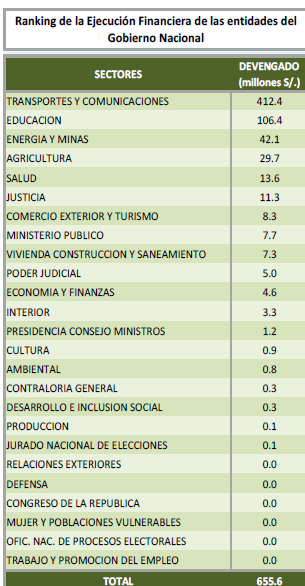 Ranking de la Ejecución Financiera de las entidades del
Gobierno Nacional
SECTORES DEVENGADO (millones S/.)
TRANSPORTES Y COMUNICACIONES 412.4
EDUCACION 106.4
ENERGIA Y MINAS 42.1
AGRICULTURA 29.7
SALUD 13.6
JUSTICIA 11.3
COMERCIO EXTERIOR Y TURISMO 8.3
MINISTERIO PUBLICO 7.7
VIVIENDA CONSTRUCCION Y SANEAMIENTO 7.3
PODER JUDICIAL 5.0
ECONOMIA Y FINANZAS 4.6
INTERIOR 3.3
PRESIDENCIA CONSEJO MINISTROS 1.2
CULTURA 0.9
AMBIENTAL 0.8
CONTRALORIA GENERAL 0.3
DESARROLLO E INCLUSION SOCIAL 0.3
PRODUCCION 0.1
JURADO NACIONAL DE ELECCIONES 0.1
RELACIONES EXTERIORES 0.0
DEFENSA 0.0
CONGRESO DE LA REPUBLICA 0.0
MUJER Y POBLACIONES VULNERABLES 0.0
OFIC. NAC. DE PROCESOS ELECTORALES 0.0
TRABAJO Y PROMOCION DEL EMPLEO 0.0
TOTAL 655.6